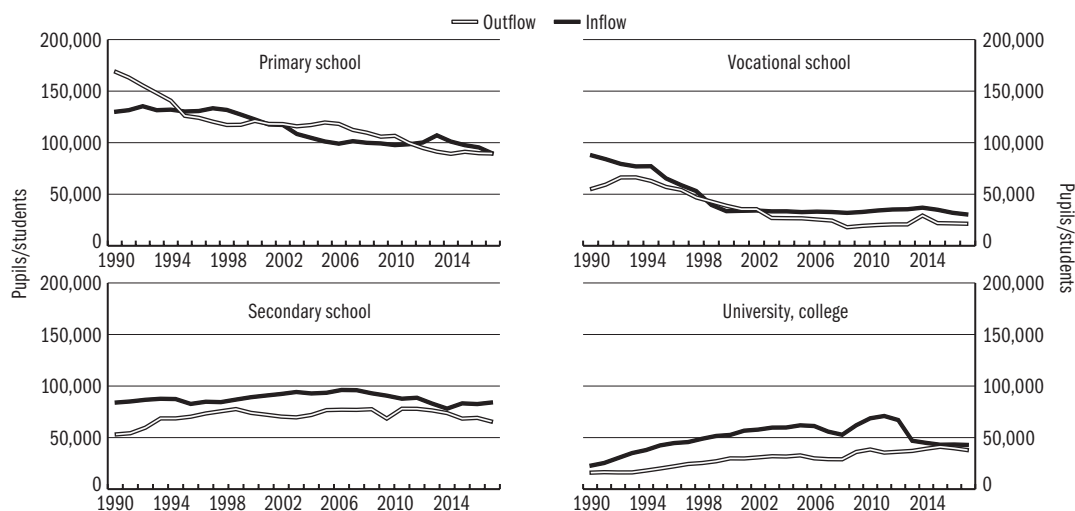 Outflow Inflow
Pupils/students
200,000
150,000
100,000
50,000
0
Primary school
1990 1994 1998 2002 2006 2010 2014
Vocational school
200,000
150,000
100,000
50,000
0
1990 1994 1998 2002 2006 2010 2014
Pupils/students
200,000
150,000
100,000
50,000
0
Secondary school
1990 1994 1998 2002 2006 2010 2014
University, college
200,000
150,000
100,000
50,000
0
1990 1994 1998 2002 2006 2010 2014